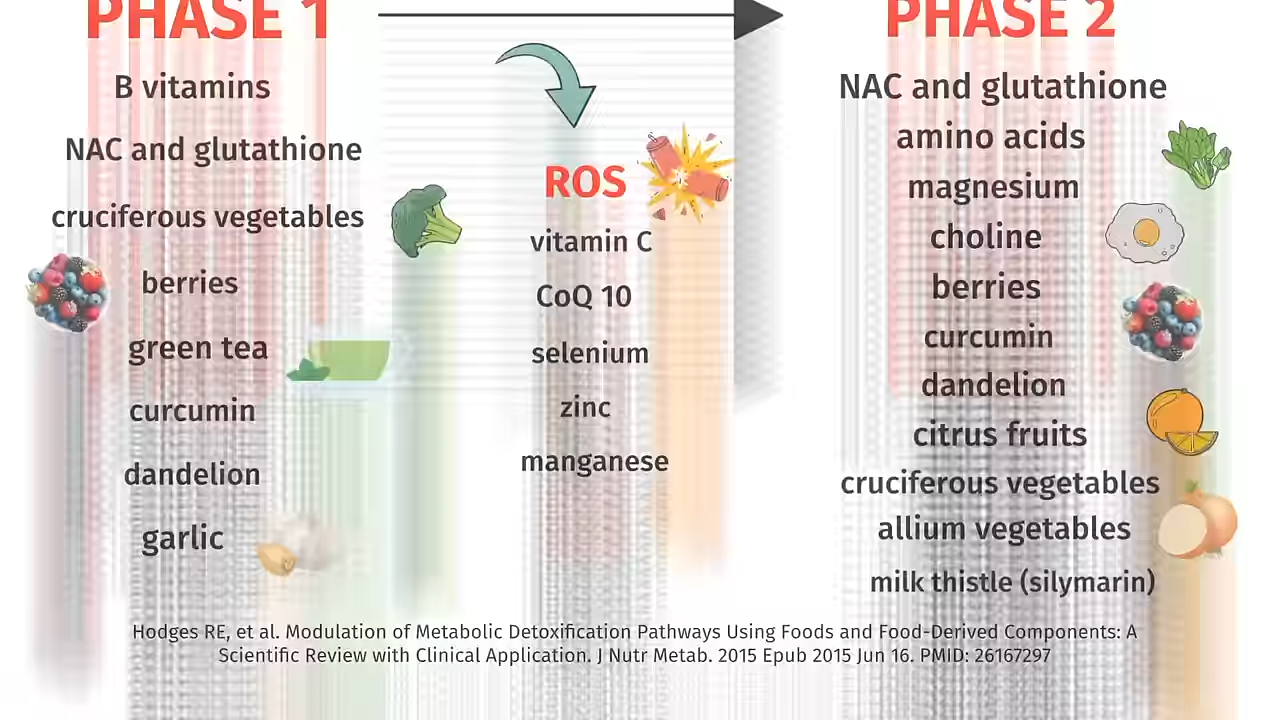 PHASE 1
B vitamins
NAC and glutathione
cruciferous vegetables
berries
green tea
curcumin
dandelion
garlic
ROS
vitamin C
CoQ 10
selenium
zinc
manganese
PHASE 2
NAC and glutathione
amino acids
magnesium
choline
berries
curcumin
dandelion
citrus fruits
cruciferous vegetables
allium vegetables
milk thistle (silymarin)
Hodges RE, et al. Modulation of Metabolic Detoxification Pathways Using Foods and Food-Derived Components: A
Scientific Review with Clinical Application. J Nutr Metab. 2015 Epub 2015 Jun 16. PMID: 26167297